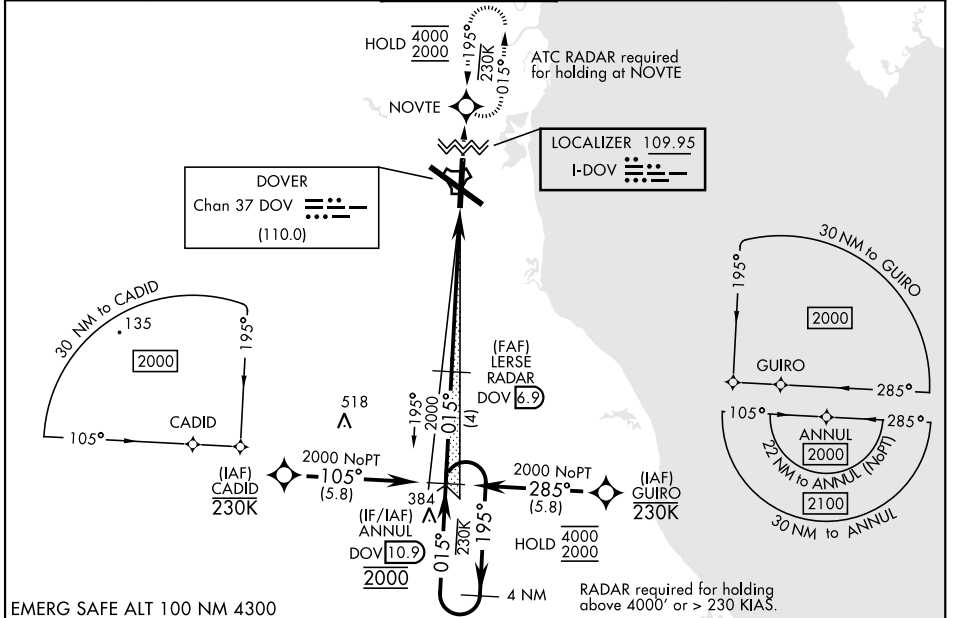 HOLD 4000
2000
195°
230K
015°
ATC RADAR required
for holding at NOVTE
NOVTE
LOCALIZER 109.95
I-DOV
DOVER
Chan 37 DOV
(110.0)
30 NM to CADID
135
2000
195°
105°
CADID
30 NM to GUIRO
195°
2000
GUIRO
285°
105°
285°
ANNUL
2000
22 NM to ANNUL (NoPT)
2100
30 NM to ANNUL
(FAF)
LERSE
RADAR
DOV 6.9
518
195°
2000
015°
(4)
(IAF)
CADID
230K
2000 NoPT
105°
(5.8)
384
2000 NoPT
285°
(5.8)
(IAF)
GUIRO
230K
(IF/IAF)
ANNUL
DOV 10.9
2000
015°
230K
195°
HOLD 4000
2000
4 NM
RADAR required for holding
above 4000' or > 230 KIAS.
EMERG SAFE ALT 100 NM 4300